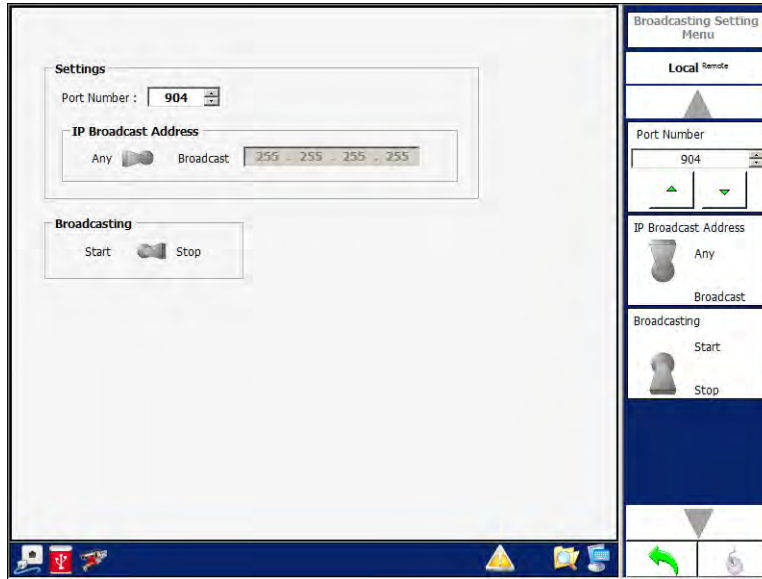 Settings
Port Number : 904
IP Broadcast Address
Any Broadcast 255 . 255 . 255 . 255
Broadcasting
Start Stop
Broadcasting Setting
Menu
Local Remote
Port Number
904
IP Broadcast Address
Any
Broadcast
Broadcasting
Start
Stop